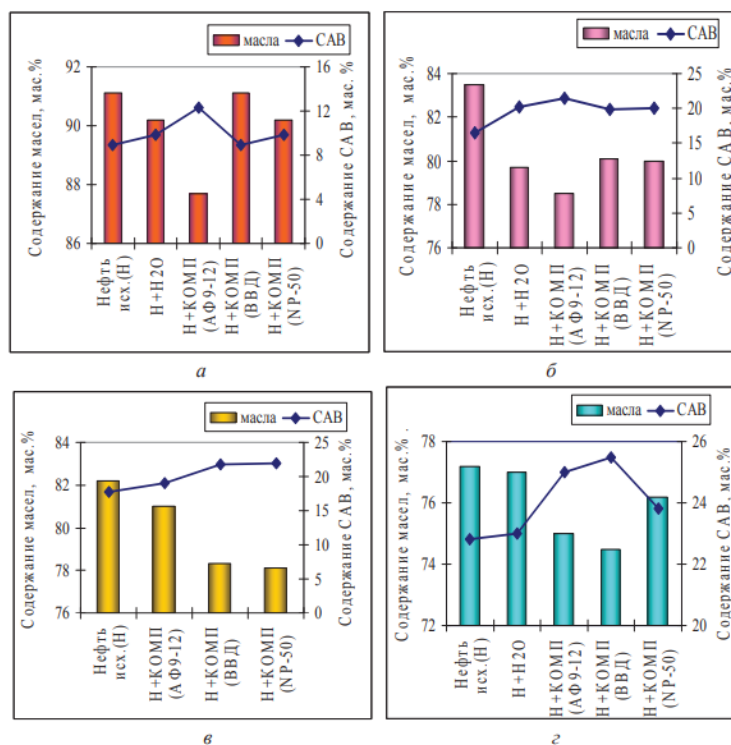 масла САВ
Содержание масел, мас.%
92
90
88
86
16
12
8
4
0
Содержание САВ, мас. %
Нефть
исх.(Н)
Н+Н2О
Н+КОМП
(АФ9-12)
Н+КОМП
(ВВД)
Н+КОМП
(NP-50)
а
масла САВ
Содержание масел, мас.%
84
82
80
78
76
25
20
15
10
5
0
Содержание САВ, мас.%
Нефть
исх.(Н)
Н+Н2О
Н+КОМП
(АФ9-12)
Н+КОМП
(ВВД)
Н+КОМП
(NP-50)
б
масла САВ
Содержание масел, мас.%
84
82
80
78
76
25
20
15
10
5
0
Содержание САВ, мас.%
Нефть
исх.(Н)
Н+КОМП
(АФ9-12)
Н+КОМП
(ВВД)
Н+КОМП
(NP-50)
в
масла САВ
Содержание масел, мас.% .
78
76
74
72
26
24
22
20
Содержание САВ, мас.%
Нефть
исх.(Н)
Н+Н2О
Н+КОМП
(АФ9-12)
Н+КОМП
(ВВД)
Н+КОМП
(NP-50)
г